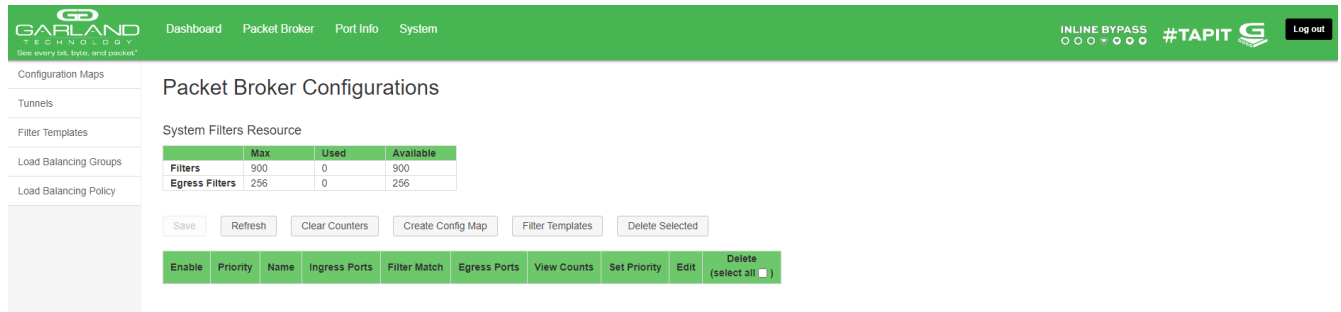 GARLAND
TECHNOLOGY
See every bit, byte, and packet®
Dashboard Packet Broker Port Info System
INLINE BYPASS
#TAPIT
Log out
Configuration Maps
Tunnels
Filter Templates
Load Balancing Groups
Load Balancing Policy
Packet Broker Configurations
System Filters Resource
Max Used Available
Filters 900 0 900
Egress Filters 256 0 256
Save Refresh Clear Counters Create Config Map Filter Templates Delete Selected
Enable Priority Name Ingress Ports Filter Match Egress Ports View Counts Set Priority Edit Delete
(select all )